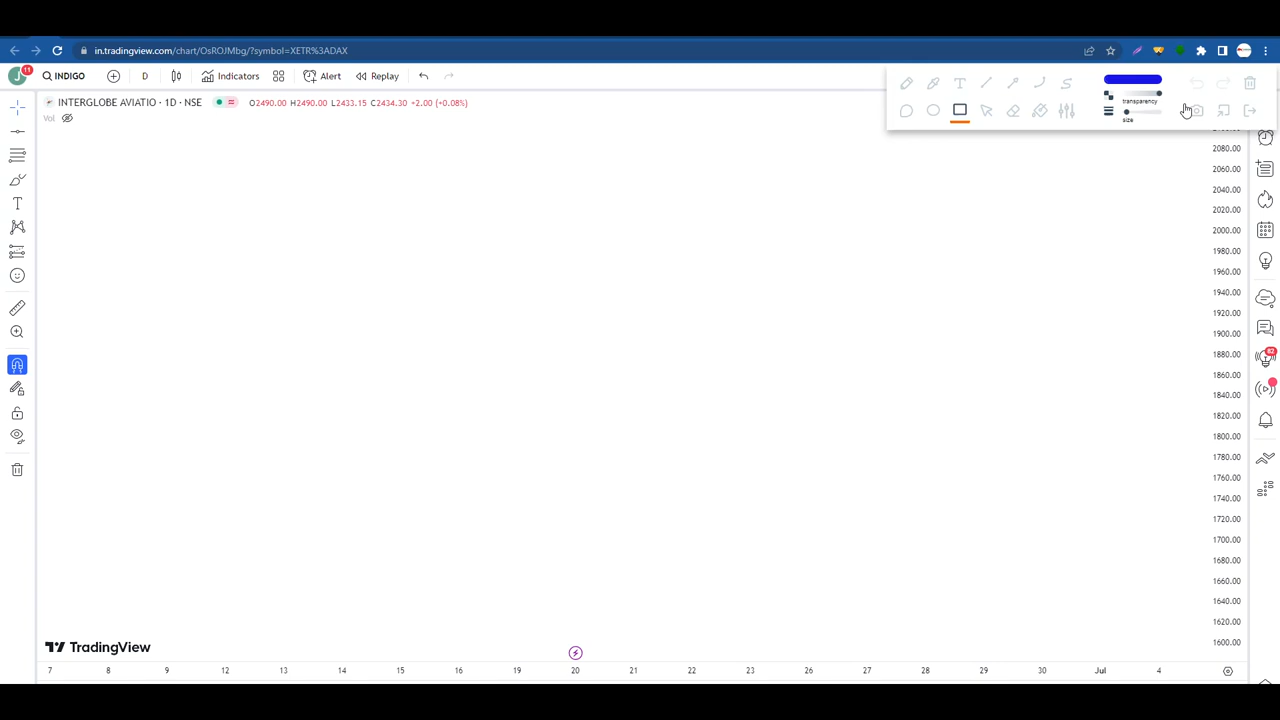 in.tradingview.com/chart/OsROJMbg/?symbol=XETR%3ADAX
J 11 INDIGO D Indicators Alert Replay
INTERGLOBE AVIATIO · 1D · NSE O2490.00 H2490.00 L2433.15 C2434.30 +2.00 (+0.08%)
Vol
T
transparency
size
2080.00
2060.00
2040.00
2020.00
2000.00
1980.00
1960.00
1940.00
1920.00
1900.00
1880.00
1860.00
1840.00
1820.00
1800.00
1780.00
1760.00
1740.00
1720.00
1700.00
1680.00
1660.00
1640.00
1620.00
1600.00
82
TradingView
7 8 9 12 13 14 15 16 19 20 21 22 23 26 27 28 29 30 Jul 4